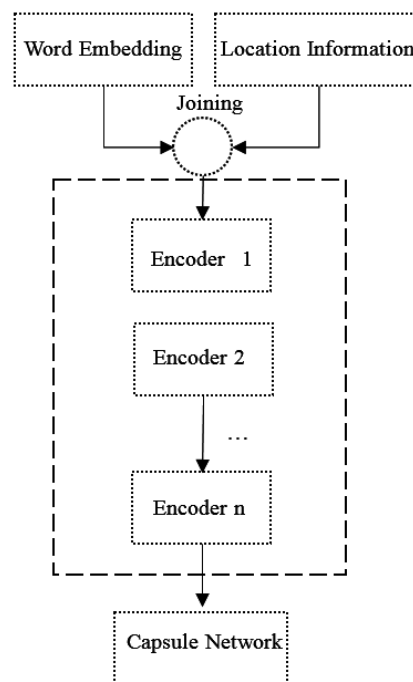 Word Embedding
Location Information
Joining
Encoder 1
Encoder 2
...
Encoder n
Capsule Network